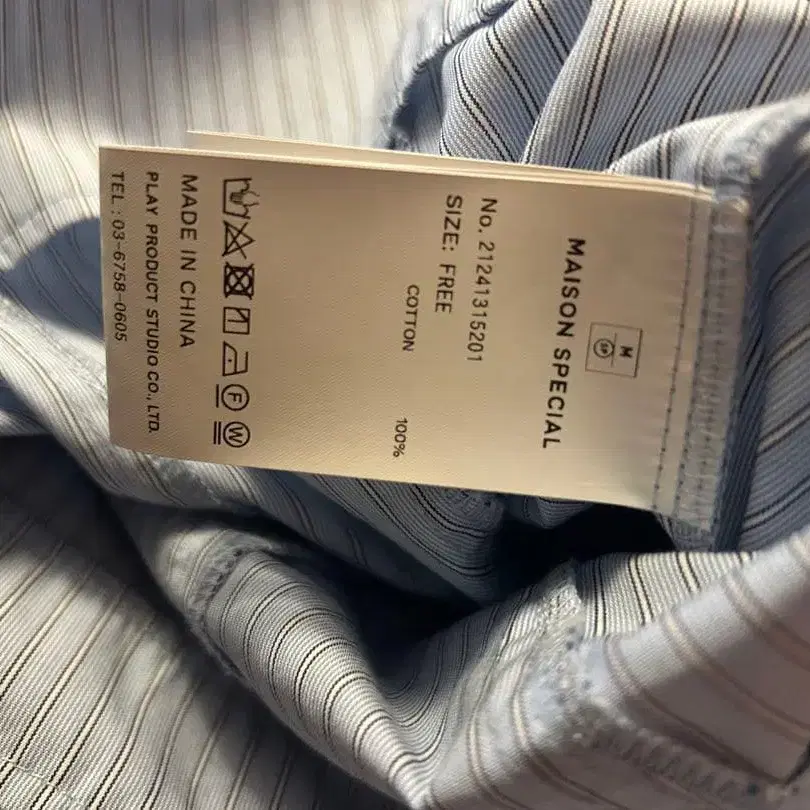 M
SP
MAISON SPECIAL
No. 21241315201
SIZE: FREE
COTTON 100%
F W
MADE IN CHINA
PLAY PRODUCT STUDIO CO., LTD.
TEL : 03-6758-0605